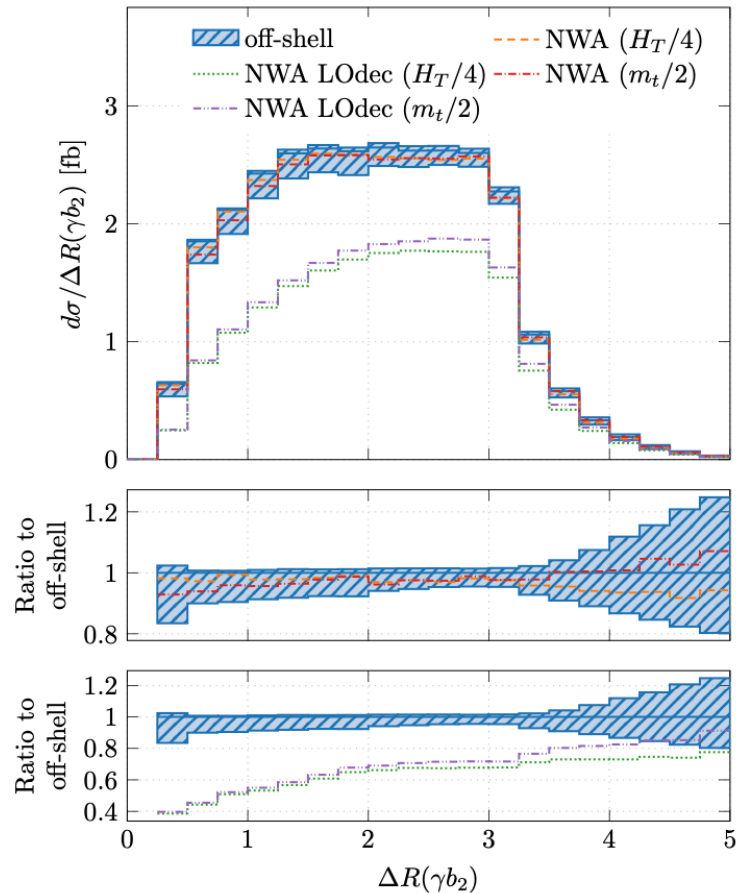 off-shell
NWA (H_T/4)
NWA LOdec (H_T/4)
NWA (m_t/2)
NWA LOdec (m_t/2)
dσ/ΔR(γb₂) [fb]
3
2
1
0
Ratio to
off-shell
1.2
1
0.8
Ratio to
off-shell
1.2
1
0.8
0.6
0.4
0 1 2 3 4 5
ΔR(γb₂)